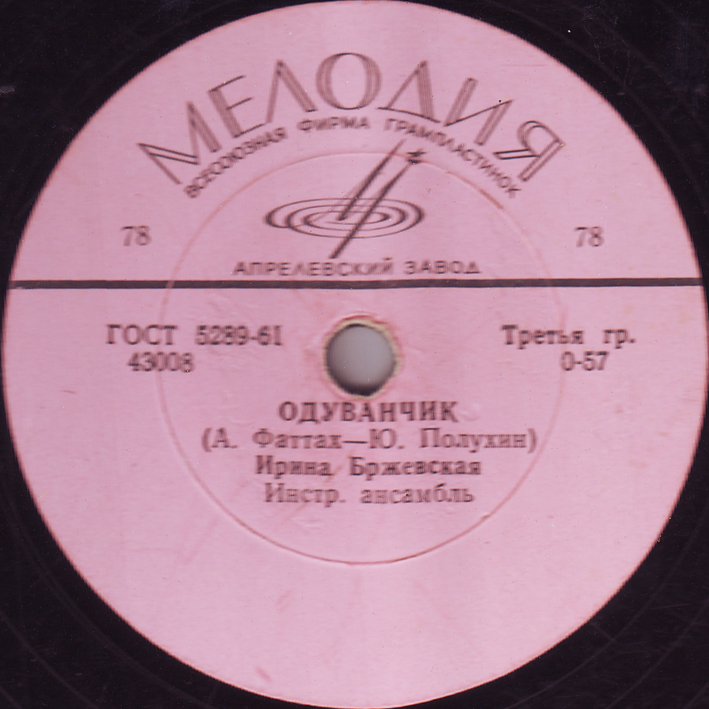 МЕЛОДИЯ
ВСЕСОЮЗНАЯ ФИРМА ГРАМПЛАСТИНОК
78 78
АПРЕЛЕВСКИЙ ЗАВОД
ГОСТ 5289-61 Третья гр.
43008 0-57
ОДУВАНЧИК
(А. Фаттах—Ю. Полухин)
Ирина Бржевская
Инстр. ансамбль